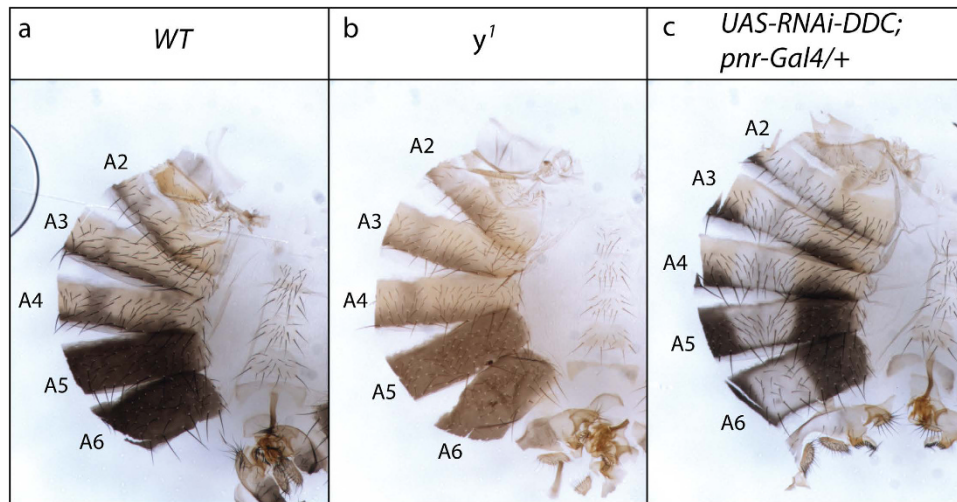 a
WT
b
y1
c
UAS-RNAi-DDC;
pnr-Gal4/+
A2
A3
A4
A5
A6
A2
A3
A4
A5
A6
A2
A3
A4
A5
A6